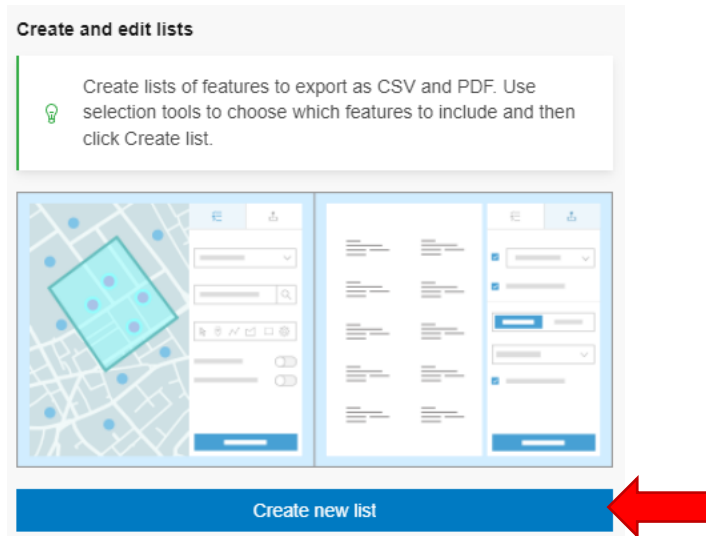 Create and edit lists
Create lists of features to export as CSV and PDF. Use
selection tools to choose which features to include and then
click Create list.
Create new list